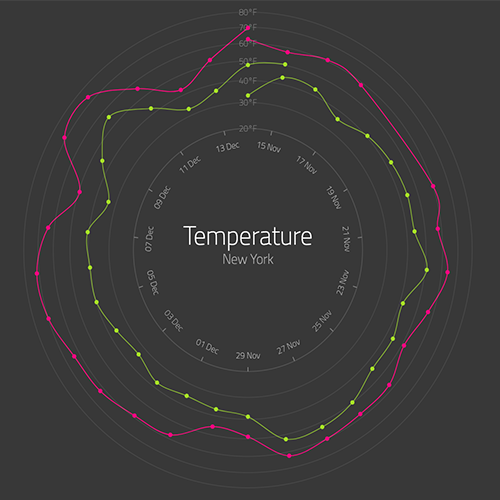 80°F
70°F
60°F
50°F
40°F
30°F
20°F
13 Dec
15 Nov
11 Dec
17 Nov
09 Dec
19 Nov
07 Dec
Temperature
21 Nov
New York
05 Dec
23 Nov
03 Dec
25 Nov
01 Dec
27 Nov
29 Nov